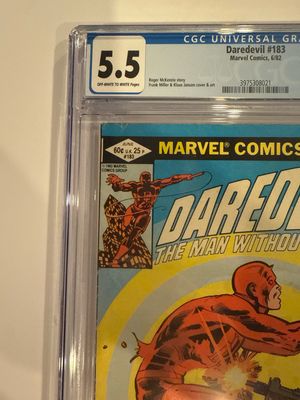 CGC UNIVERSAL GRA
5.5
OFF-WHITE TO WHITE Pages
Daredevil #183
Marvel Comics, 6/82
Roger McKenzie story
Frank Miller & Klaus Janson cover & art
3975308021
JUNE
60¢ U.K. 25p
#183
© 1982 MARVEL
COMICS GROUP
MARVEL COMICS
DARED
THE MAN WITHOU